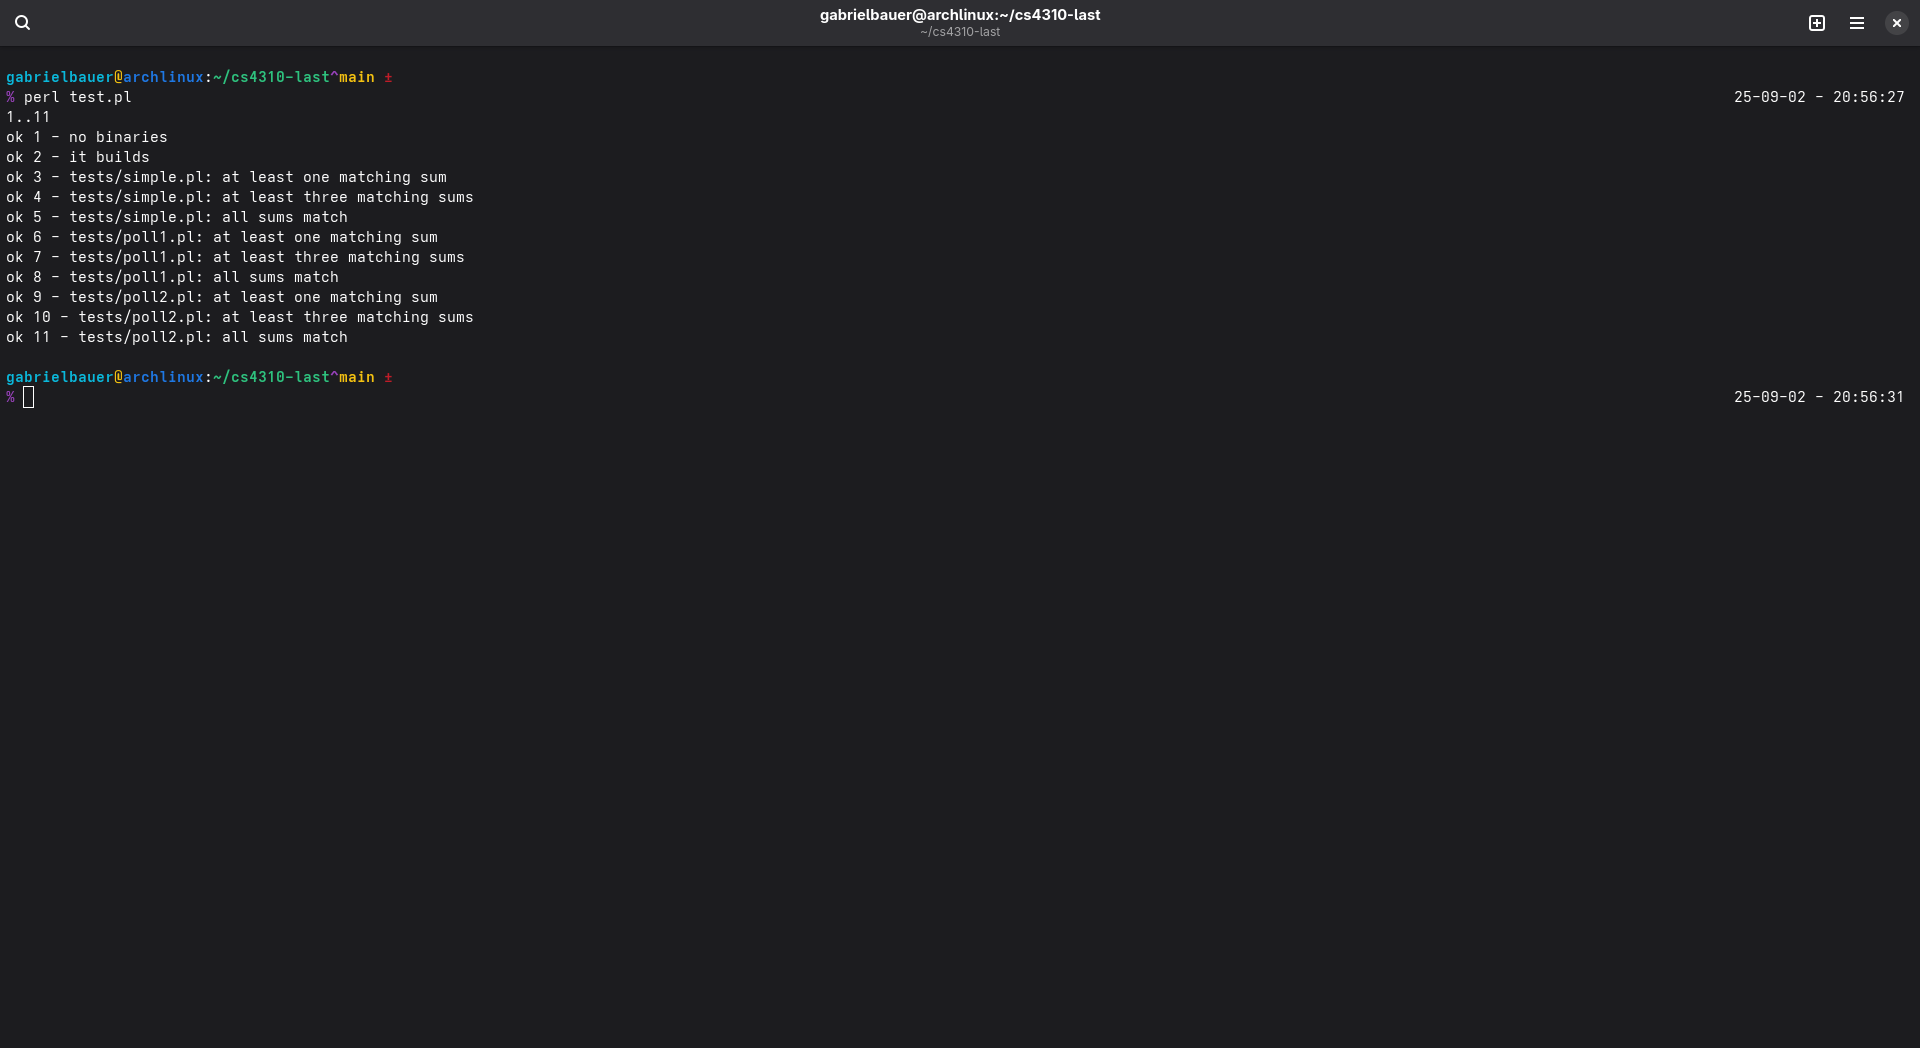 gabrielbauer@archlinux:~/cs4310-last
~/cs4310-last
gabrielbauer@archlinux:~/cs4310-last^main ±
% perl test.pl 25-09-02 - 20:56:27
1..11
ok 1 - no binaries
ok 2 - it builds
ok 3 - tests/simple.pl: at least one matching sum
ok 4 - tests/simple.pl: at least three matching sums
ok 5 - tests/simple.pl: all sums match
ok 6 - tests/poll1.pl: at least one matching sum
ok 7 - tests/poll1.pl: at least three matching sums
ok 8 - tests/poll1.pl: all sums match
ok 9 - tests/poll2.pl: at least one matching sum
ok 10 - tests/poll2.pl: at least three matching sums
ok 11 - tests/poll2.pl: all sums match
gabrielbauer@archlinux:~/cs4310-last^main ±
% 25-09-02 - 20:56:31